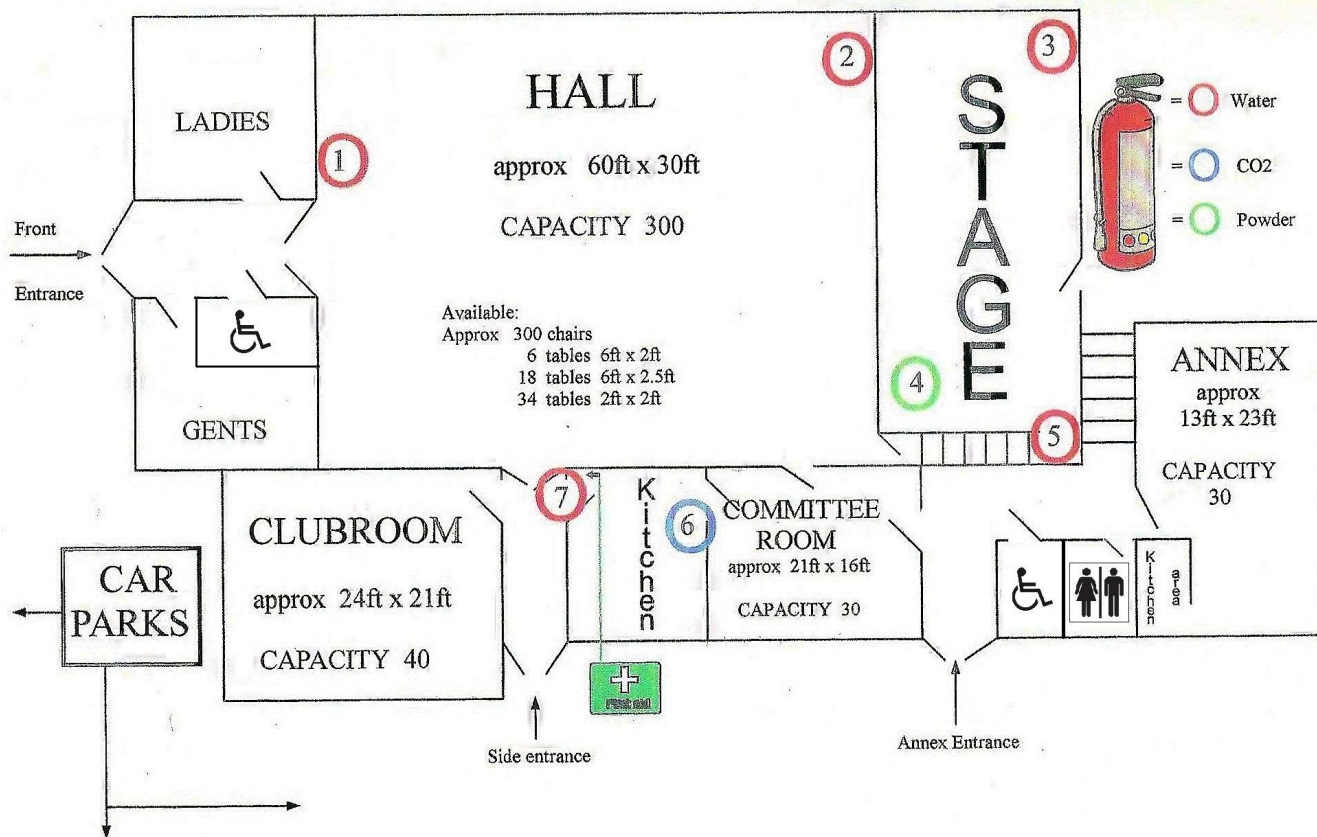 LADIES
1
HALL
approx 60ft x 30ft
CAPACITY 300
Available:
Approx 300 chairs
6 tables 6ft x 2ft
18 tables 6ft x 2.5ft
34 tables 2ft x 2ft
2
3
STAGE
4
5
= Water
= CO2
= Powder
Front
Entrance
GENTS
ANNEX
approx
13ft x 23ft
CAPACITY
30
CLUBROOM
approx 24ft x 21ft
CAPACITY 40
7
Kitchen
6
COMMITTEE
ROOM
approx 21ft x 16ft
CAPACITY 30
Kitchen
area
CAR
PARKS
First aid
Side entrance
Annex Entrance